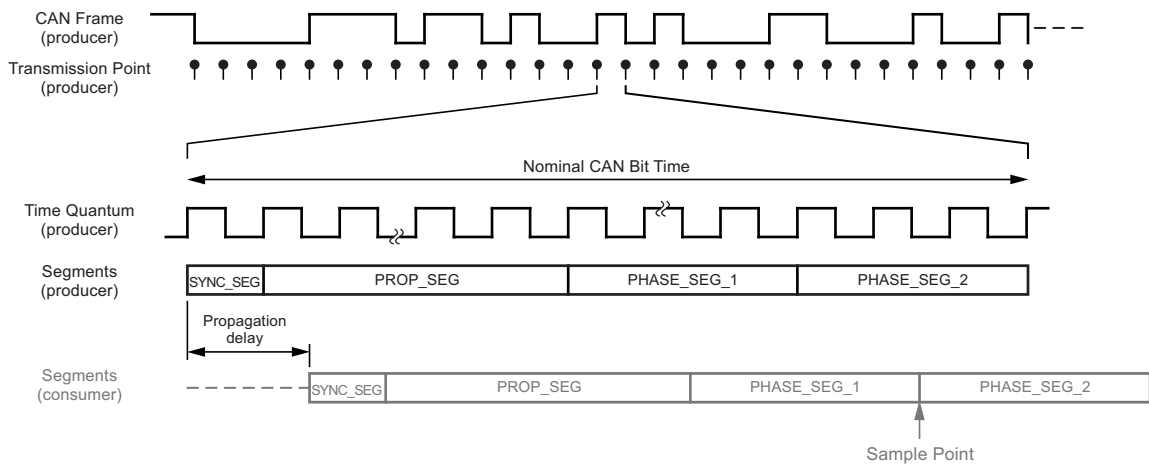 CAN Frame
(producer)
Transmission Point
(producer)
Nominal CAN Bit Time
Time Quantum
(producer)
Segments
(producer)
SYNC_SEG
PROP_SEG
PHASE_SEG_1
PHASE_SEG_2
Propagation
delay
Segments
(consumer)
SYNC_SEG
PROP_SEG
PHASE_SEG_1
PHASE_SEG_2
Sample Point